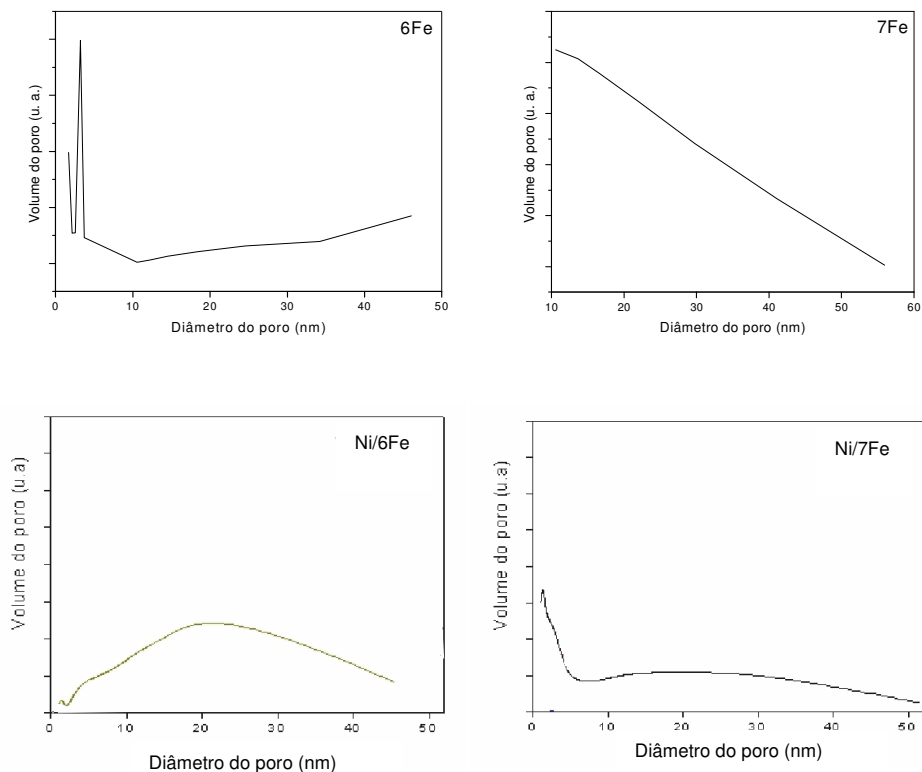 6Fe
Volume do poro (u. a.)
0 10 20 30 40 50
Diâmetro do poro (nm)
7Fe
Volume do poro (u. a.)
10 20 30 40 50 60
Diâmetro do poro (nm)
Ni/6Fe
Volume do poro (u.a)
0 10 20 30 40 50
Diâmetro do poro (nm)
Ni/7Fe
Volume do poro (u.a)
0 10 20 30 40 50
Diâmetro do poro (nm)